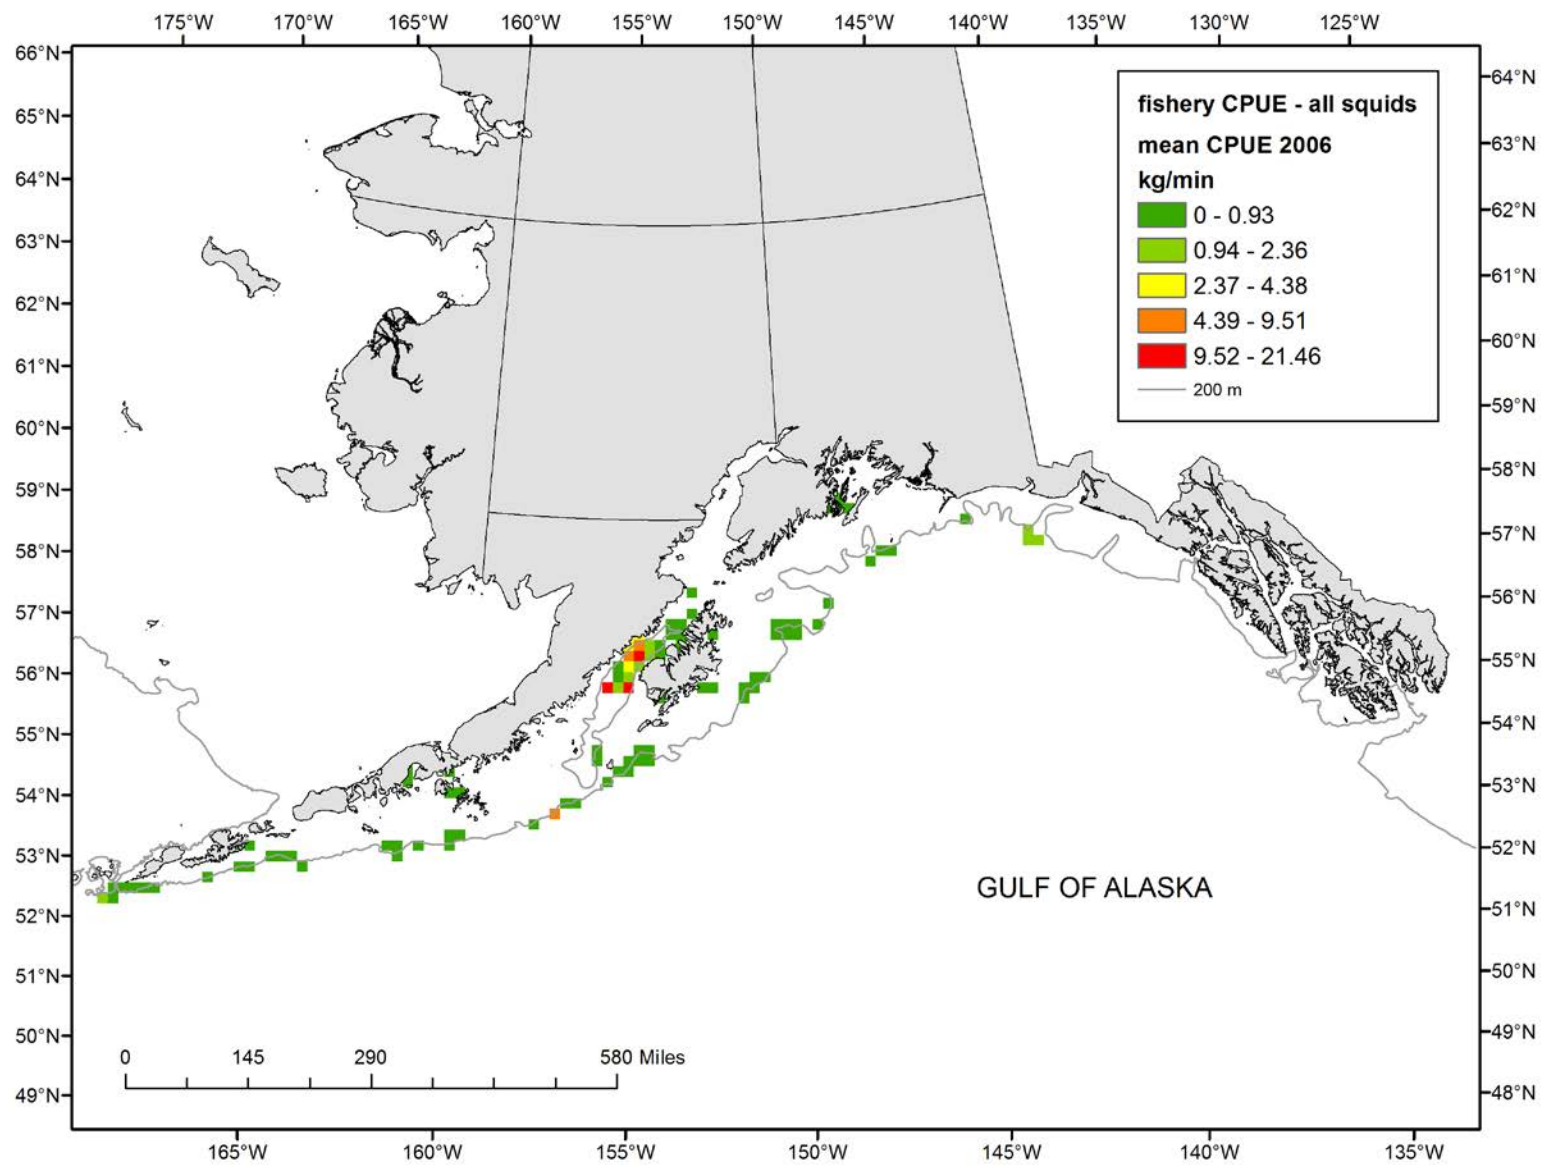 175°W 170°W 165°W 160°W 155°W 150°W 145°W 140°W 135°W 130°W 125°W
66°N
65°N
64°N
63°N
62°N
61°N
60°N
59°N
58°N
57°N
56°N
55°N
54°N
53°N
52°N
51°N
50°N
49°N
fishery CPUE - all squids
mean CPUE 2006
kg/min
0 - 0.93
0.94 - 2.36
2.37 - 4.38
4.39 - 9.51
9.52 - 21.46
200 m
64°N
63°N
62°N
61°N
60°N
59°N
58°N
57°N
56°N
55°N
54°N
53°N
52°N
51°N
50°N
49°N
48°N
GULF OF ALASKA
0 145 290 580 Miles
165°W 160°W 155°W 150°W 145°W 140°W 135°W